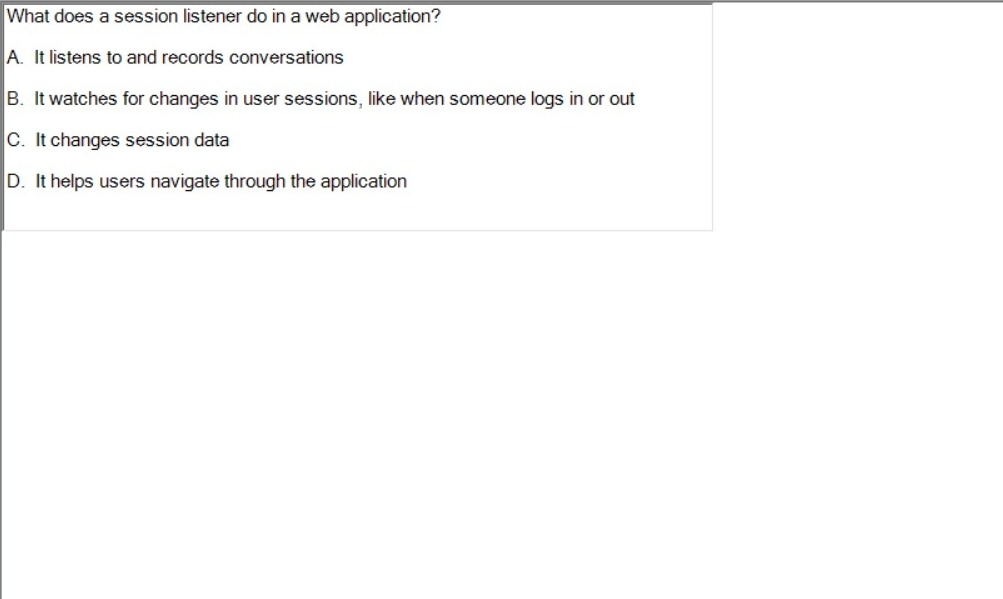 What does a session listener do in a web application?
A. It listens to and records conversations
B. It watches for changes in user sessions, like when someone logs in or out
C. It changes session data
D. It helps users navigate through the application